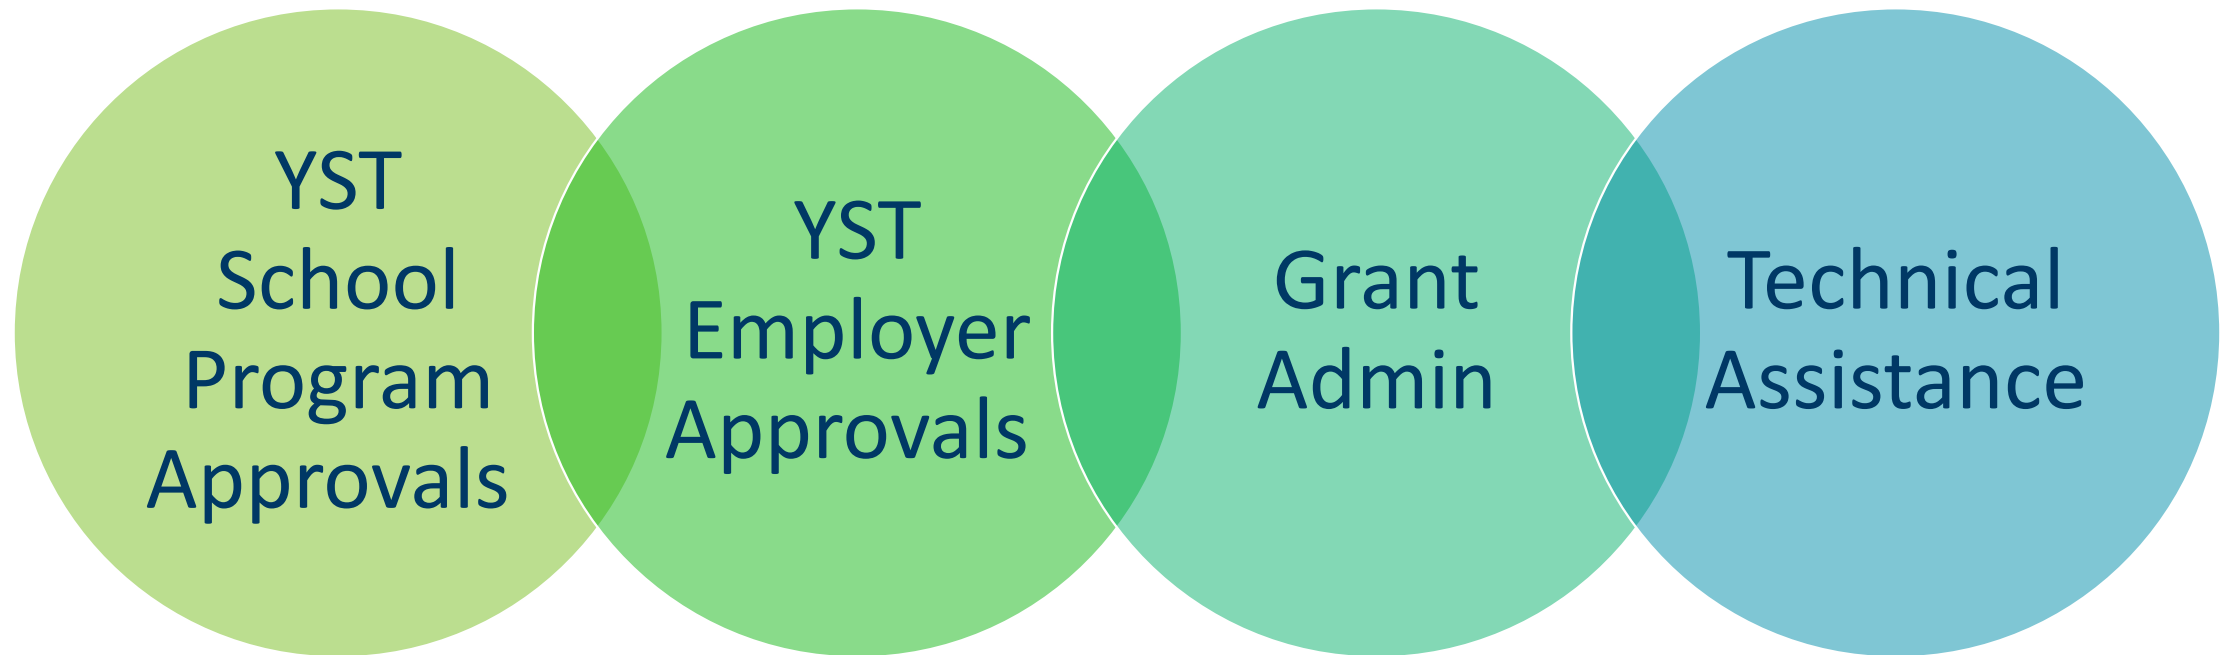 YST
School
Program
Approvals
YST
Employer
Approvals
Grant
Admin
Technical
Assistance